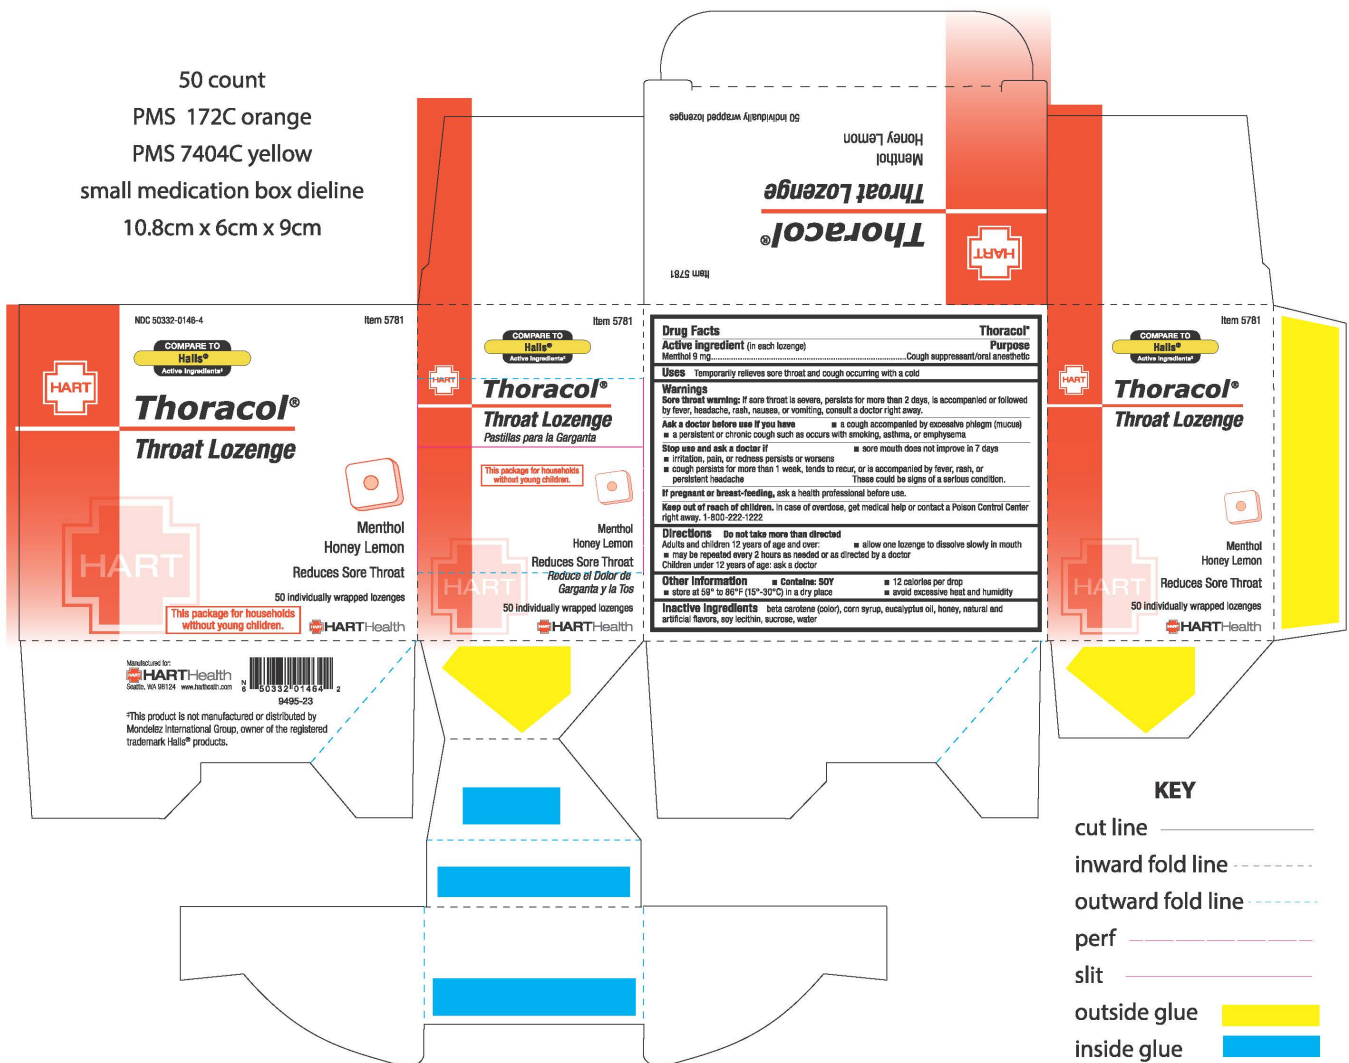 50 count
PMS 172C orange
PMS 7404C yellow
small medication box dieline
10.8cm x 6cm x 9cm
50 individually wrapped lozenges
Honey Lemon
Menthol
Throat Lozenge
Thoracol®
HART
Item 5781
NDC 50332-0146-4
Item 5781
COMPARE TO
Halls®
Active Ingredients‡
HART
Thoracol®
Throat Lozenge
HART
Menthol
Honey Lemon
Reduces Sore Throat
50 individually wrapped lozenges
This package for households
without young children.
HARTHealth
Item 5781
COMPARE TO
Halls®
Active Ingredients‡
HART
Thoracol®
Throat Lozenge
Pastillas para la Garganta
This package for households
without young children.
HART
Menthol
Honey Lemon
Reduces Sore Throat
Reduce el Dolor de
Garganta y la Tos
50 individually wrapped lozenges
HARTHealth
Drug Facts Thoracol®
Active ingredient (in each lozenge) Purpose
Menthol 9 mg..........Cough suppressant/oral anesthetic
Uses Temporarily relieves sore throat and cough occurring with a cold
Warnings
Sore throat warning: If sore throat is severe, persists for more than 2 days, is accompanied or followed
by fever, headache, rash, nausea, or vomiting, consult a doctor right away.
Ask a doctor before use if you have ■ a cough accompanied by excessive phlegm (mucus)
■ a persistent or chronic cough such as occurs with smoking, asthma, or emphysema
Stop use and ask a doctor if ■ sore mouth does not improve in 7 days
■ irritation, pain, or redness persists or worsens
■ cough persists for more than 1 week, tends to recur, or is accompanied by fever, rash, or
persistent headache These could be signs of a serious condition.
If pregnant or breast-feeding, ask a health professional before use.
Keep out of reach of children. In case of overdose, get medical help or contact a Poison Control Center
right away. 1-800-222-1222
Directions Do not take more than directed
Adults and children 12 years of age and over: ■ allow one lozenge to dissolve slowly in mouth
■ may be repeated every 2 hours as needed or as directed by a doctor
Children under 12 years of age: ask a doctor
Other information ■ Contains: SOY ■ 12 calories per drop
■ store at 59° to 86°F (15°-30°C) in a dry place ■ avoid excessive heat and humidity
Inactive ingredients beta carotene (color), corn syrup, eucalyptus oil, honey, natural and
artificial flavors, soy lecithin, sucrose, water
Item 5781
COMPARE TO
Halls®
Active Ingredients‡
HART
Thoracol®
Throat Lozenge
HART
Menthol
Honey Lemon
Reduces Sore Throat
50 individually wrapped lozenges
HARTHealth
Manufactured for:
HARTHealth
Seattle, WA 98124 www.harthealth.com
N
6 50332 01464 2
9495-23
‡This product is not manufactured or distributed by
Mondelez International Group, owner of the registered
trademark Halls® products.
KEY
cut line
inward fold line
outward fold line
perf
slit
outside glue
inside glue